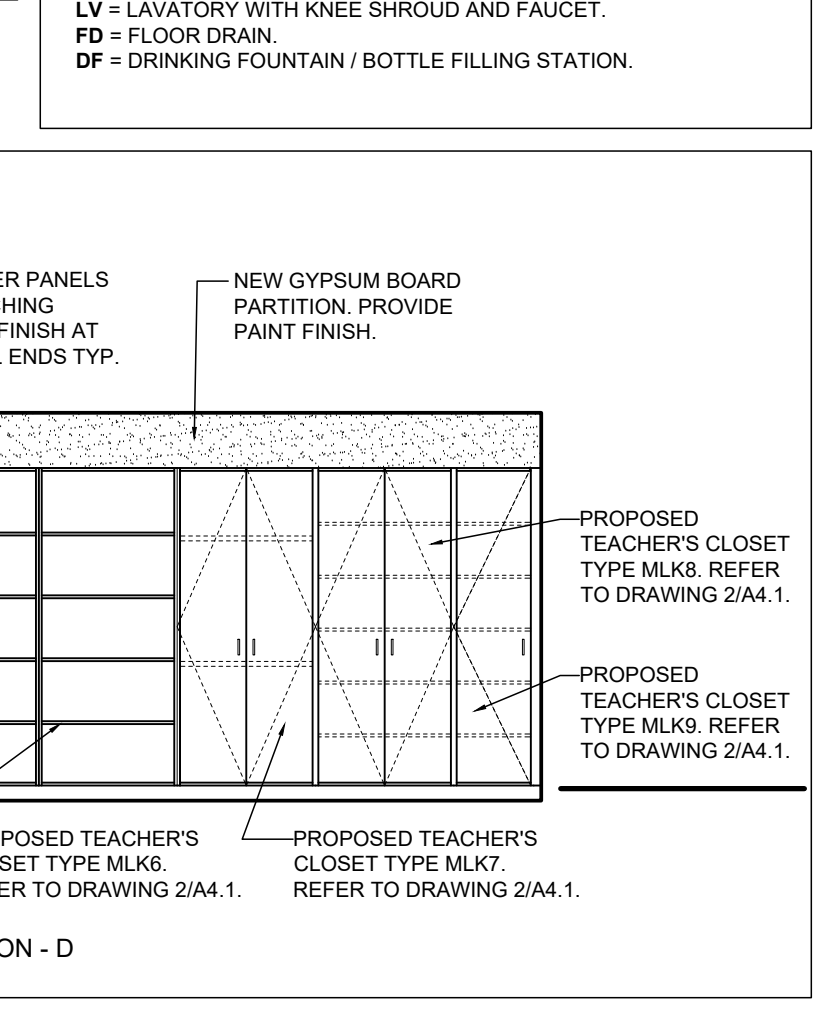 LV = LAVATORY WITH KNEE SHROUD AND FAUCET.
FD = FLOOR DRAIN.
DF = DRINKING FOUNTAIN / BOTTLE FILLING STATION.
ER PANELS
CHING
FINISH AT
ENDS TYP.
NEW GYPSUM BOARD
PARTITION. PROVIDE
PAINT FINISH.
PROPOSED
TEACHER'S CLOSET
TYPE MLK8. REFER
TO DRAWING 2/A4.1.
PROPOSED
TEACHER'S CLOSET
TYPE MLK9. REFER
TO DRAWING 2/A4.1.
POSED TEACHER'S
SET TYPE MLK6.
ER TO DRAWING 2/A4.1.
PROPOSED TEACHER'S
CLOSET TYPE MLK7.
REFER TO DRAWING 2/A4.1.
ON - D